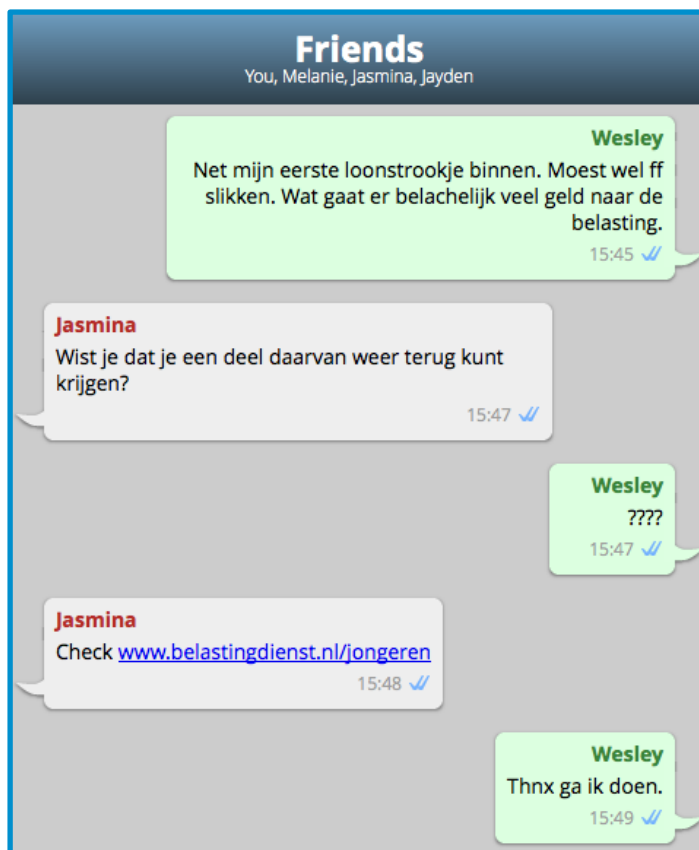 Friends
You, Melanie, Jasmina, Jayden
Wesley
Net mijn eerste loonstrookje binnen. Moest wel ff
slikken. Wat gaat er belachelijk veel geld naar de
belasting.
15:45
Jasmina
Wist je dat je een deel daarvan weer terug kunt
krijgen?
15:47
Wesley
????
15:47
Jasmina
Check www.belastingdienst.nl/jongeren
15:48
Wesley
Thnx ga ik doen.
15:49